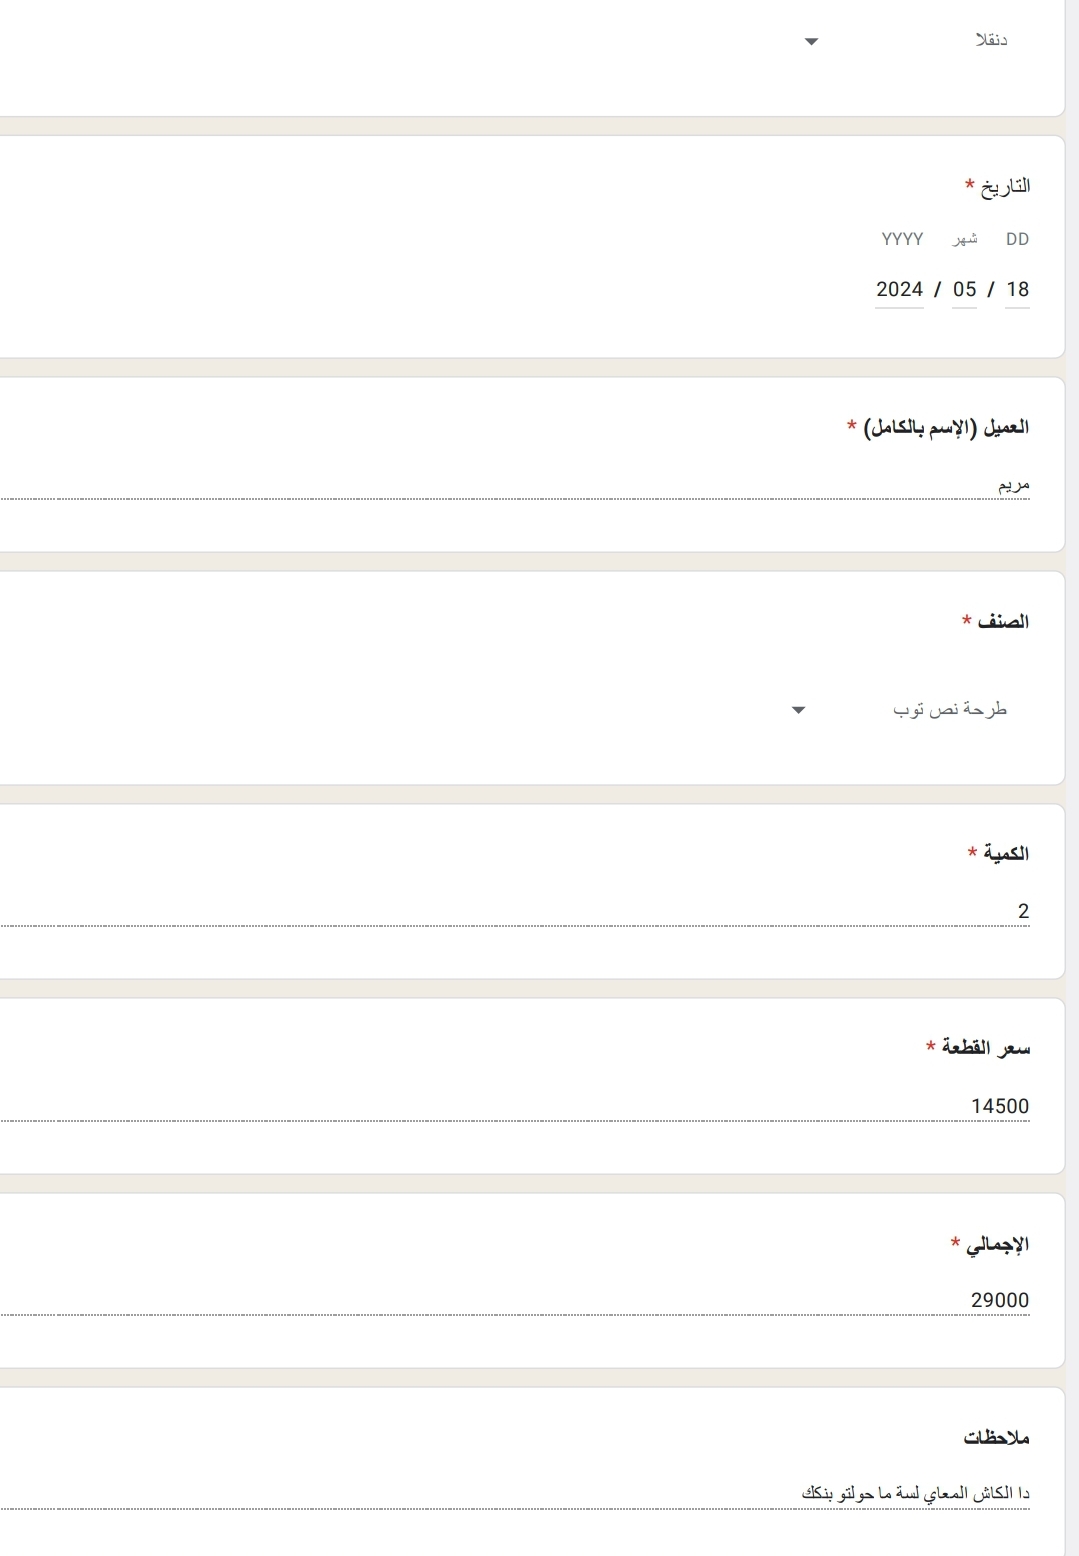 دنقلا
التاريخ *
DD شهر YYYY
18 / 05 / 2024
العميل (الإسم بالكامل) *
مريم
الصنف *
طرحة نص توب
الكمية *
2
سعر القطعة *
14500
الإجمالي *
29000
ملاحظات
دا الكاش المعاي لسة ما حولتو بنكك